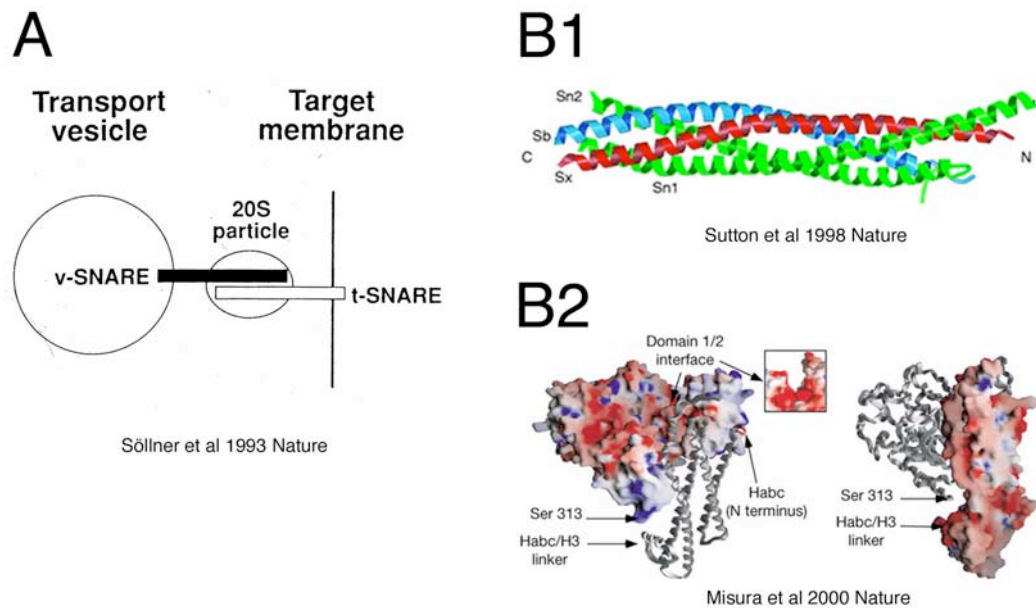 A
Transport
vesicle
Target
membrane
20S
particle
v-SNARE
t-SNARE
Söllner et al 1993 Nature
B1
Sn2
Sb
C
Sx
Sn1
N
Sutton et al 1998 Nature
B2
Domain 1/2
interface
Ser 313
Habc/H3
linker
Habc
(N terminus)
Ser 313
Habc/H3
linker
Misura et al 2000 Nature